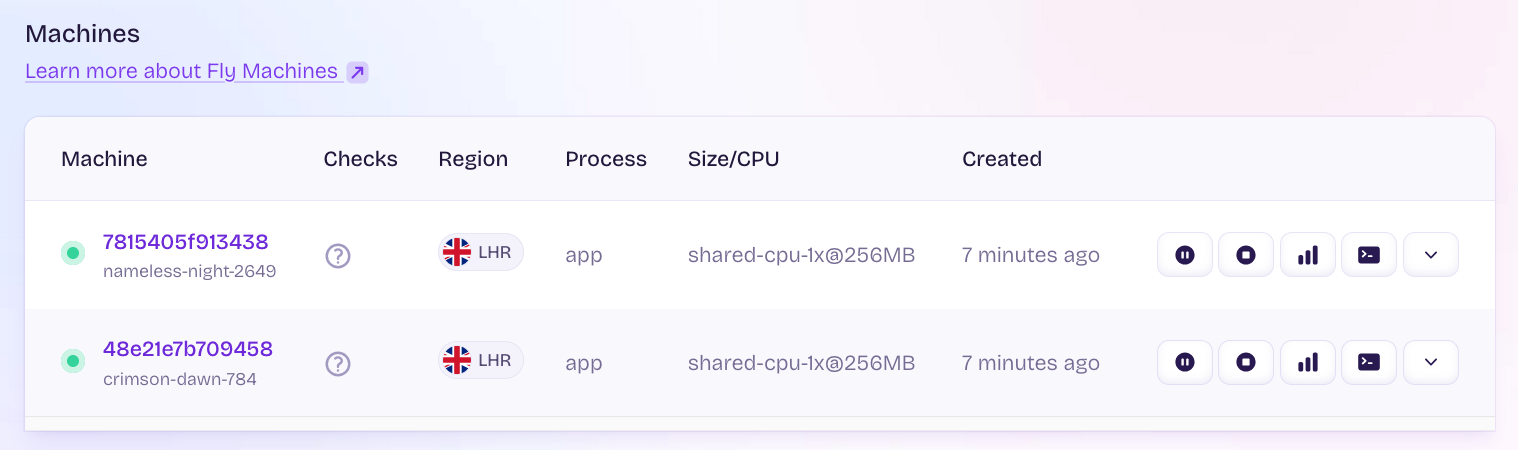 Machines
Learn more about Fly Machines
Machine Checks Region Process Size/CPU Created
7815405f913438
nameless-night-2649
? LHR app shared-cpu-1x@256MB 7 minutes ago
48e21e7b709458
crimson-dawn-784
? LHR app shared-cpu-1x@256MB 7 minutes ago